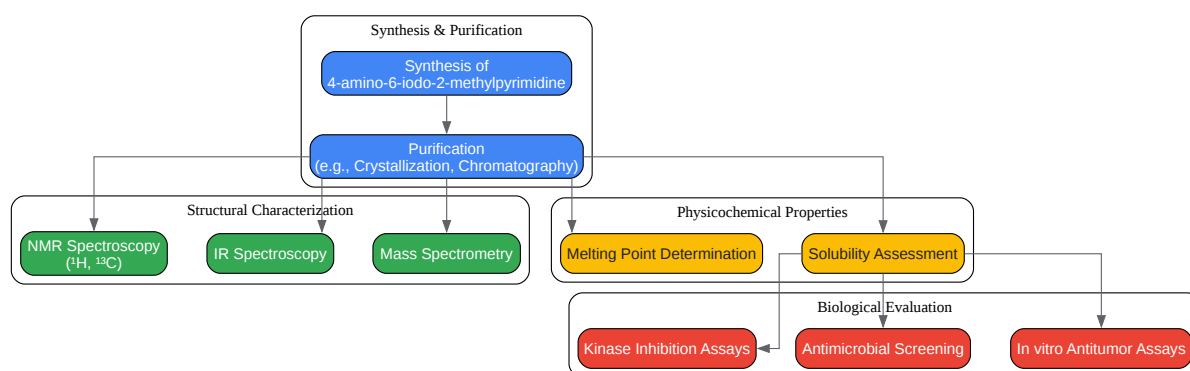 Synthesis & Purification
Synthesis of
4-amino-6-iodo-2-methylpyrimidine
Purification
(e.g., Crystallization, Chromatography)
Structural Characterization
NMR Spectroscopy
(¹H, ¹³C)
IR Spectroscopy
Mass Spectrometry
Physicochemical Properties
Melting Point Determination
Solubility Assessment
Biological Evaluation
Kinase Inhibition Assays
Antimicrobial Screening
In vitro Antitumor Assays